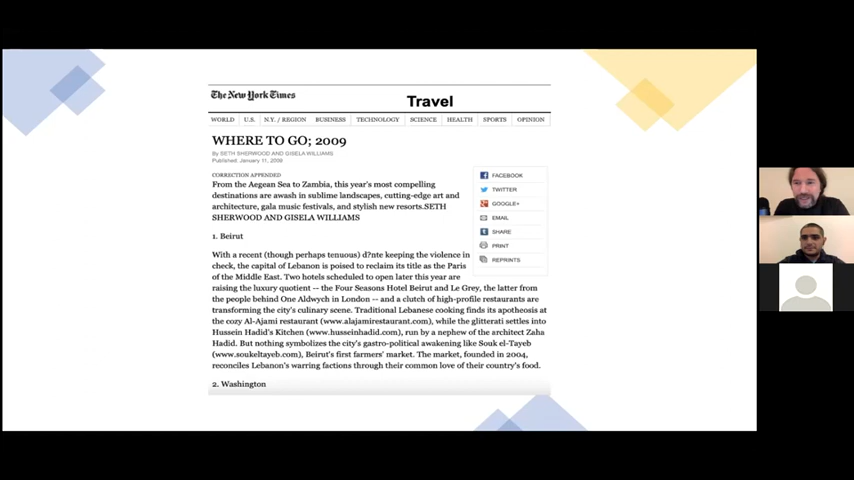 The New York Times
Travel
WORLD U.S. N.Y. / REGION BUSINESS TECHNOLOGY SCIENCE HEALTH SPORTS OPINION
WHERE TO GO; 2009
By SETH SHERWOOD AND GISELA WILLIAMS
Published: January 11, 2009
CORRECTION APPENDED
From the Aegean Sea to Zambia, this year's most compelling
destinations are awash in sublime landscapes, cutting-edge art and
architecture, gala music festivals, and stylish new resorts.SETH
SHERWOOD AND GISELA WILLIAMS
1. Beirut
With a recent (though perhaps tenuous) d?nte keeping the violence in
check, the capital of Lebanon is poised to reclaim its title as the Paris
of the Middle East. Two hotels scheduled to open later this year are
raising the luxury quotient -- the Four Seasons Hotel Beirut and Le Grey, the latter from
the people behind One Aldwych in London -- and a clutch of high-profile restaurants are
transforming the city's culinary scene. Traditional Lebanese cooking finds its apotheosis at
the cozy Al-Ajami restaurant (www.alajamirestaurant.com), while the glitterati settles into
Hussein Hadid's Kitchen (www.husseinhadid.com), run by a nephew of the architect Zaha
Hadid. But nothing symbolizes the city's gastro-political awakening like Souk el-Tayeb
(www.soukeltayeb.com), Beirut's first farmers' market. The market, founded in 2004,
reconciles Lebanon's warring factions through their common love of their country's food.
2. Washington
FACEBOOK
TWITTER
GOOGLE+
EMAIL
SHARE
PRINT
REPRINTS